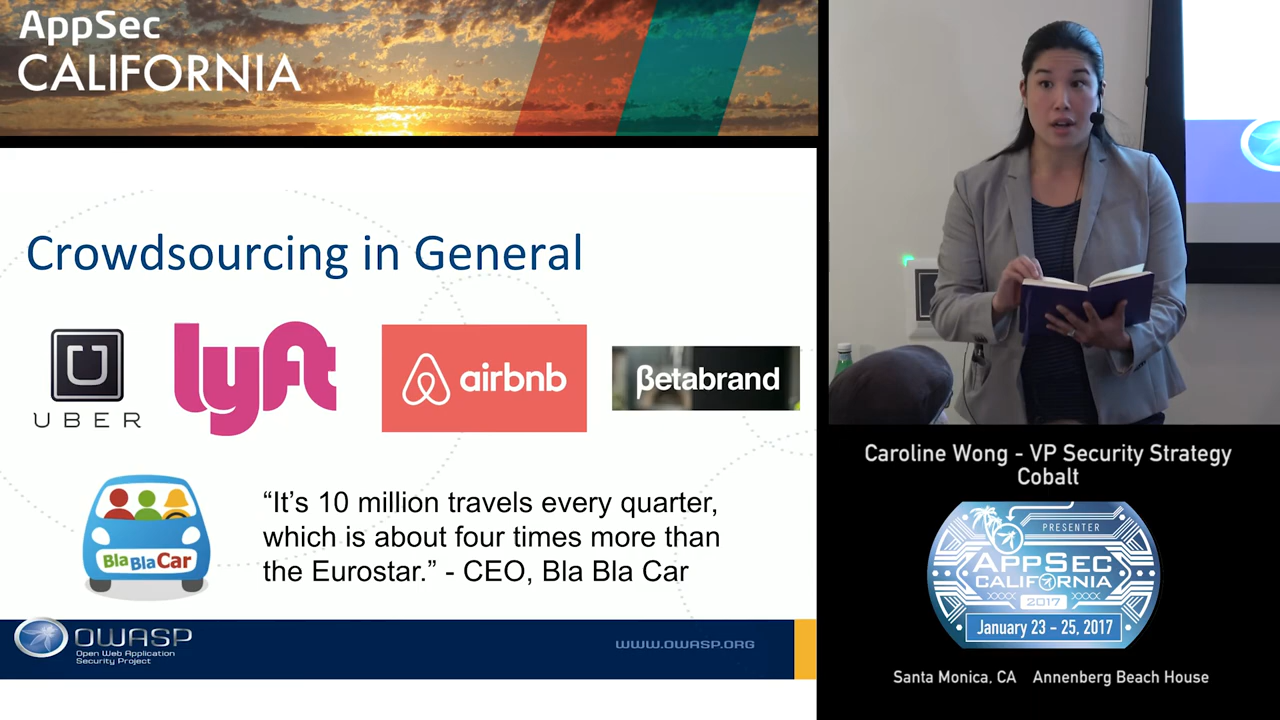 AppSec
CALIFORNIA
Crowdsourcing in General
UBER
lyft
airbnb
βetabrand
BlaBlaCar
“It’s 10 million travels every quarter,
which is about four times more than
the Eurostar.” - CEO, Bla Bla Car
OWASP
Open Web Application
Security Project
WWW.OWASP.ORG
Caroline Wong - VP Security Strategy
Cobalt
PRESENTER
APPSEC
CALIFORNIA
2017
January 23 - 25, 2017
Santa Monica, CA Annenberg Beach House